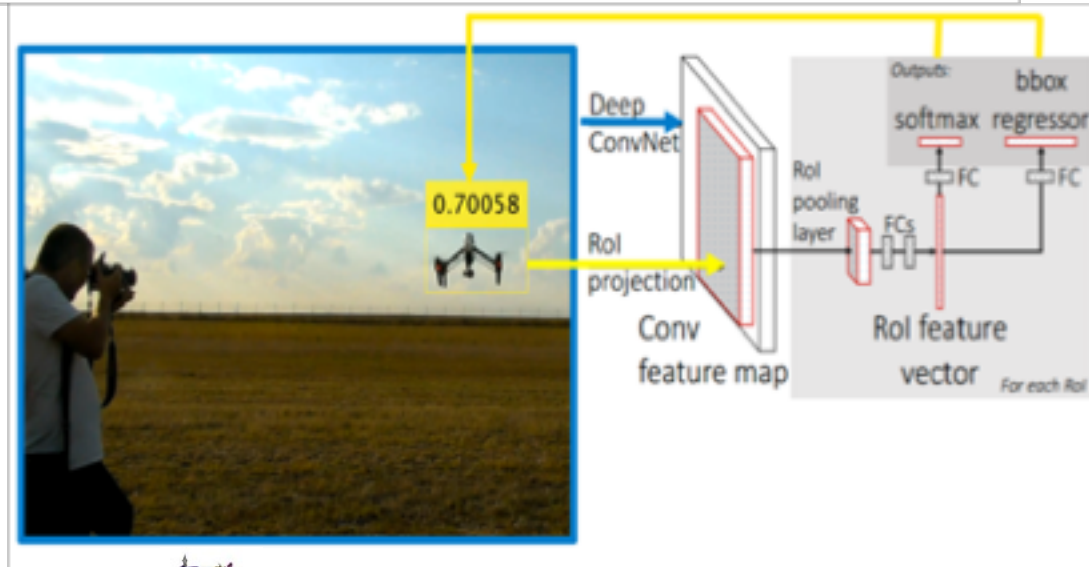 0.70058
Deep
ConvNet
RoI
projection
Conv
feature map
RoI
pooling
layer
FCs
RoI feature
vector
For each RoI
Outputs:
softmax
bbox
regressor
FC
FC